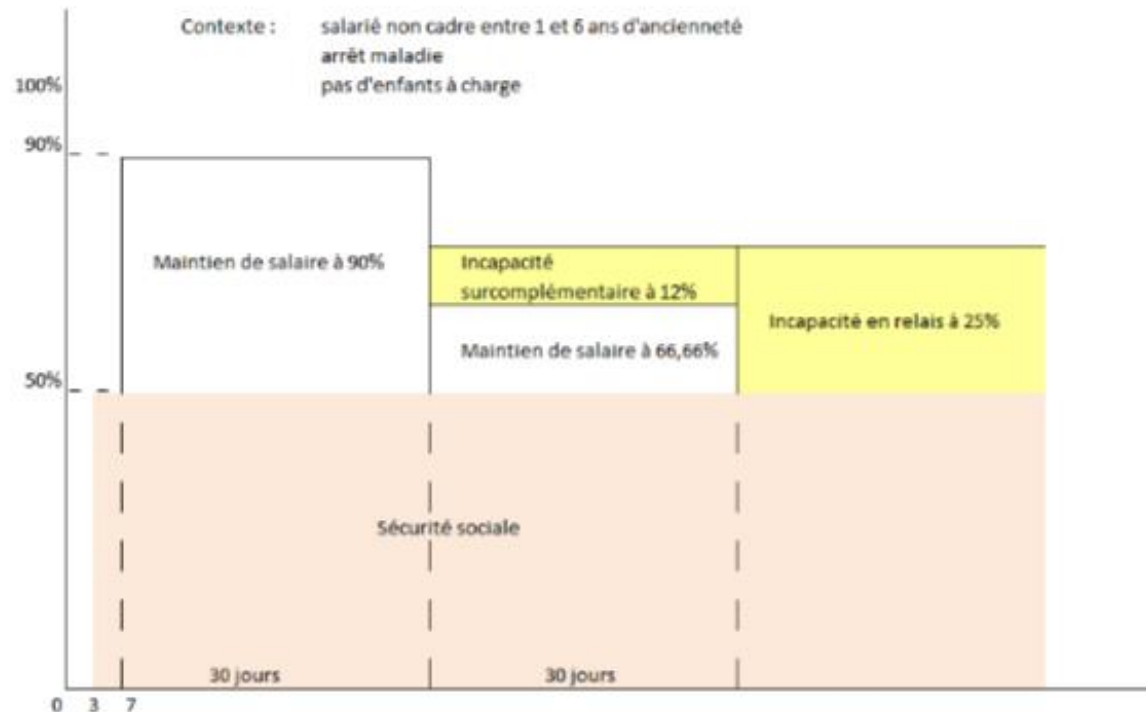 Contexte : salarié non cadre entre 1 et 6 ans d'ancienneté
arrêt maladie
pas d'enfants à charge
100%
90%
Maintien de salaire à 90%
Incapacité
surcomplémentaire à 12%
Incapacité en relais à 25%
Maintien de salaire à 66,66%
50%
Sécurité sociale
30 jours 30 jours
0 3 7